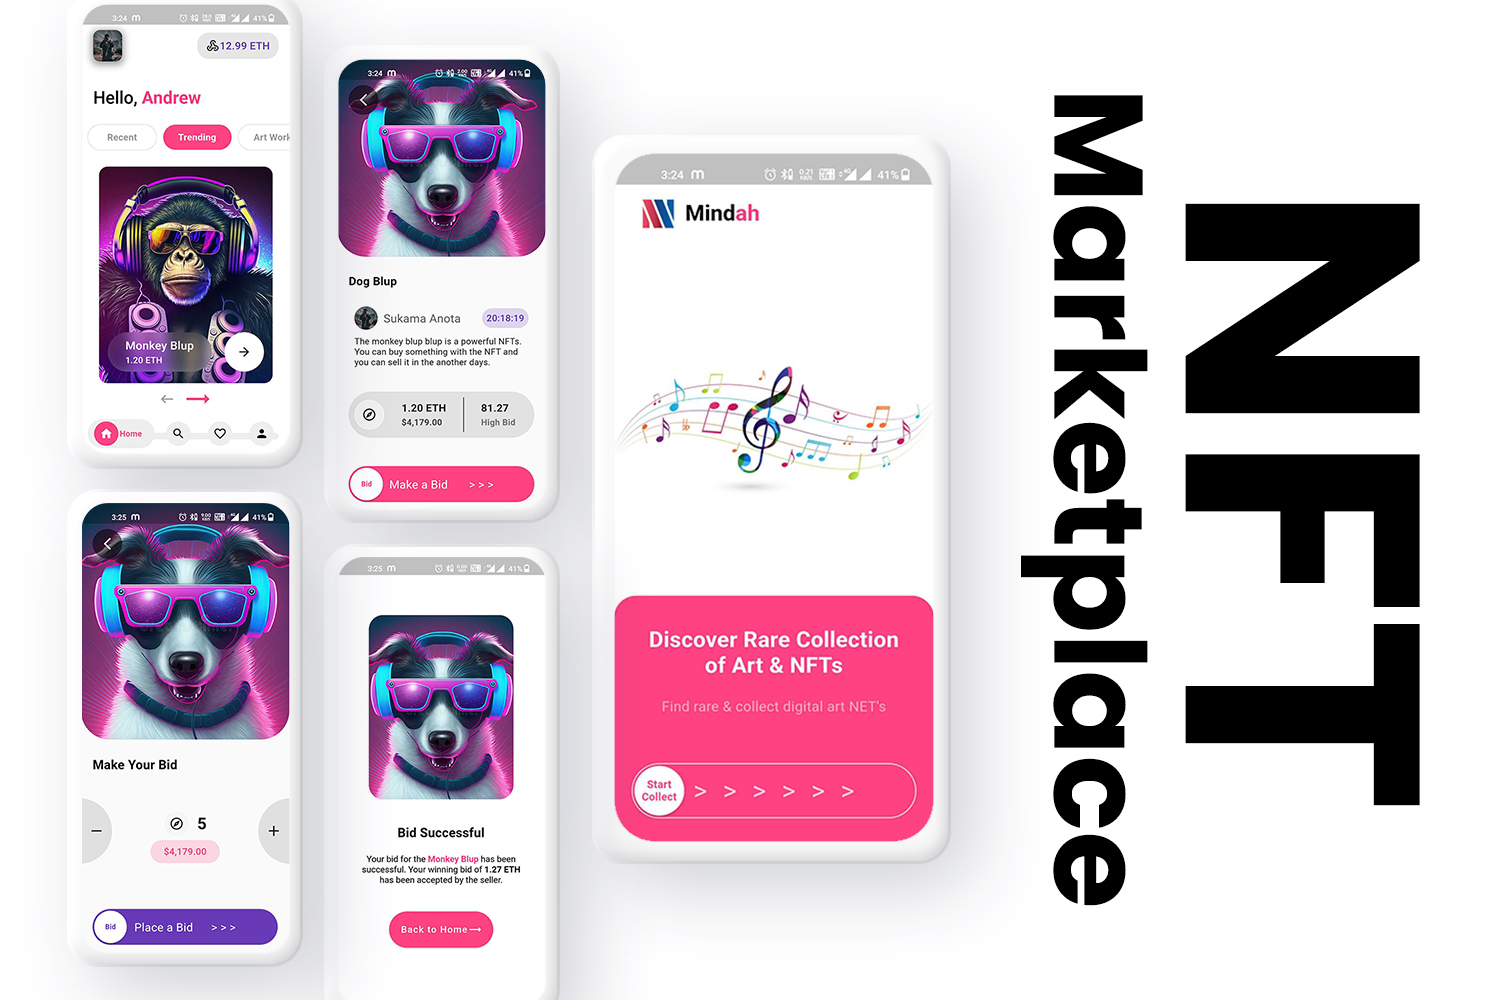 3:24
41%
12.99 ETH
Hello, Andrew
Recent
Trending
Art Work
Monkey Blup
1.20 ETH
Home
3:24
41%
Dog Blup
Sukama Anota
20:18:19
The monkey blup blup is a powerful NFTs.
You can buy something with the NFT and
you can sell it in the another days.
1.20 ETH
$4,179.00
81.27
High Bid
Bid
Make a Bid
> > >
3:25
41%
Make Your Bid
−
5
+
$4,179.00
Bid
Place a Bid
> > >
3:25
41%
Bid Successful
Your bid for the Monkey Blup has been
successful. Your winning bid of 1.27 ETH
has been accepted by the seller.
Back to Home
3:24
0.21
41%
Mindah
Discover Rare Collection
of Art & NFTs
Find rare & collect digital art NET's
Start
Collect
> > > > > >
NFT
Marketplace